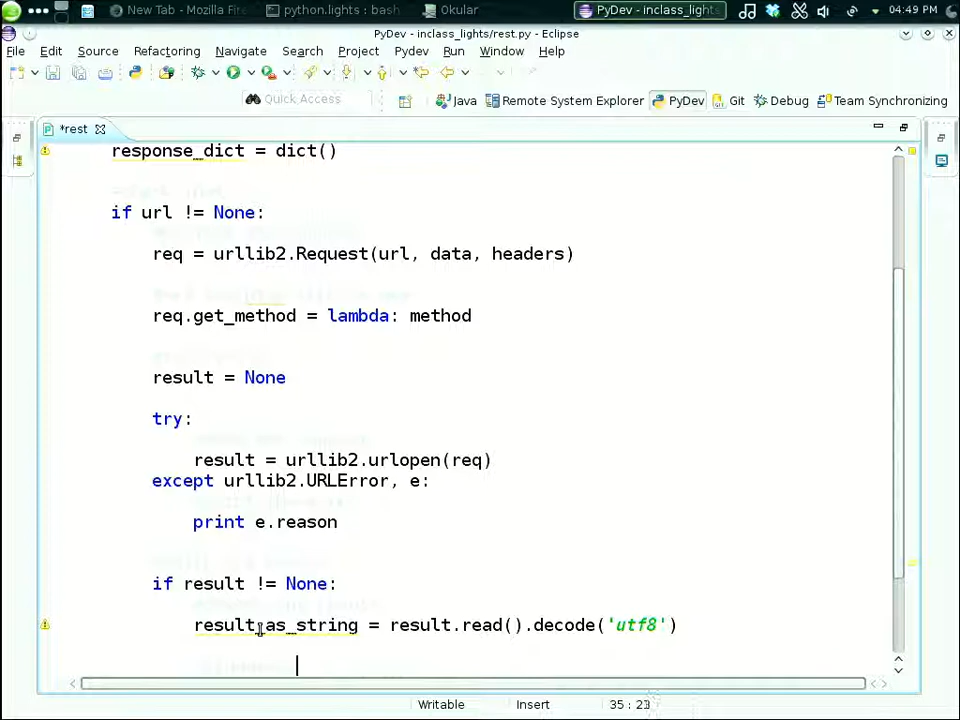 New Tab - Mozilla Fire
python.lights : bash
Okular
PyDev - inclass_lights
04:49 PM
PyDev - inclass_lights/rest.py - Eclipse
File Edit Source Refactoring Navigate Search Project Pydev Run Window Help
Quick Access
Java Remote System Explorer PyDev Git Debug Team Synchronizing
*rest
response_dict = dict()
if url != None:
req = urllib2.Request(url, data, headers)
req.get_method = lambda: method
result = None
try:
result = urllib2.urlopen(req)
except urllib2.URLError, e:
print e.reason
if result != None:
result_as_string = result.read().decode('utf8')
Writable Insert 35 : 23